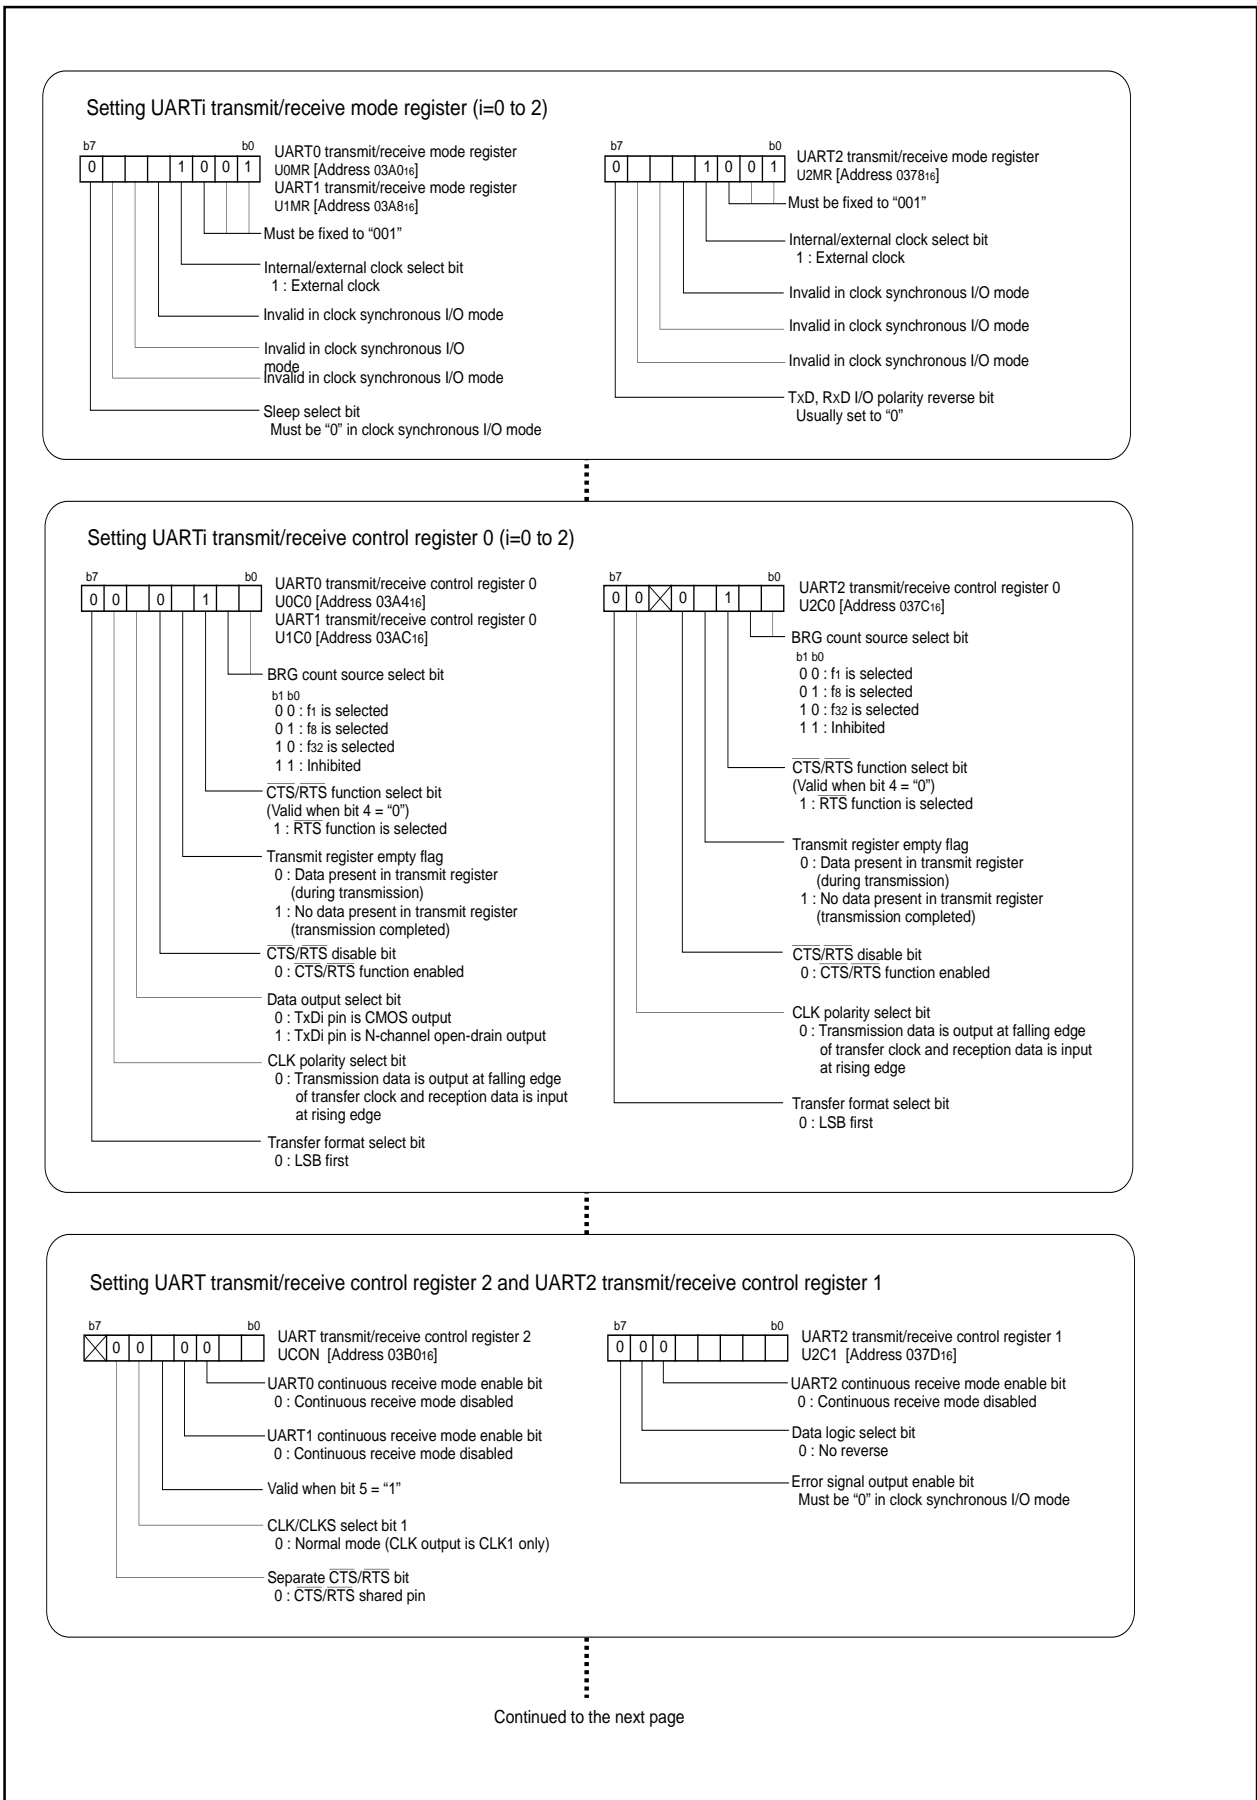 Setting UARTi transmit/receive mode register (i=0 to 2)
b7 b0
0 1 0 0 1
UART0 transmit/receive mode register
U0MR [Address 03A016]
UART1 transmit/receive mode register
U1MR [Address 03A816]
Must be fixed to “001”
Internal/external clock select bit
1 : External clock
Invalid in clock synchronous I/O mode
Invalid in clock synchronous I/O
mode
Invalid in clock synchronous I/O mode
Sleep select bit
Must be “0” in clock synchronous I/O mode
b7 b0
0 1 0 0 1
UART2 transmit/receive mode register
U2MR [Address 037816]
Must be fixed to “001”
Internal/external clock select bit
1 : External clock
Invalid in clock synchronous I/O mode
Invalid in clock synchronous I/O mode
Invalid in clock synchronous I/O mode
TxD, RxD I/O polarity reverse bit
Usually set to “0”
Setting UARTi transmit/receive control register 0 (i=0 to 2)
b7 b0
0 0 0 1
UART0 transmit/receive control register 0
U0C0 [Address 03A416]
UART1 transmit/receive control register 0
U1C0 [Address 03AC16]
BRG count source select bit
b1 b0
0 0 : f1 is selected
0 1 : f8 is selected
1 0 : f32 is selected
1 1 : Inhibited
CTS/RTS function select bit
(Valid when bit 4 = “0”)
1 : RTS function is selected
Transmit register empty flag
0 : Data present in transmit register
(during transmission)
1 : No data present in transmit register
(transmission completed)
CTS/RTS disable bit
0 : CTS/RTS function enabled
Data output select bit
0 : TxDi pin is CMOS output
1 : TxDi pin is N-channel open-drain output
CLK polarity select bit
0 : Transmission data is output at falling edge
of transfer clock and reception data is input
at rising edge
Transfer format select bit
0 : LSB first
b7 b0
0 0 0 1
UART2 transmit/receive control register 0
U2C0 [Address 037C16]
BRG count source select bit
b1 b0
0 0 : f1 is selected
0 1 : f8 is selected
1 0 : f32 is selected
1 1 : Inhibited
CTS/RTS function select bit
(Valid when bit 4 = “0”)
1 : RTS function is selected
Transmit register empty flag
0 : Data present in transmit register
(during transmission)
1 : No data present in transmit register
(transmission completed)
CTS/RTS disable bit
0 : CTS/RTS function enabled
CLK polarity select bit
0 : Transmission data is output at falling edge
of transfer clock and reception data is input
at rising edge
Transfer format select bit
0 : LSB first
Setting UART transmit/receive control register 2 and UART2 transmit/receive control register 1
b7 b0
0 0 0 0
UART transmit/receive control register 2
UCON [Address 03B016]
UART0 continuous receive mode enable bit
0 : Continuous receive mode disabled
UART1 continuous receive mode enable bit
0 : Continuous receive mode disabled
Valid when bit 5 = “1”
CLK/CLKS select bit 1
0 : Normal mode (CLK output is CLK1 only)
Separate CTS/RTS bit
0 : CTS/RTS shared pin
b7 b0
0 0 0
UART2 transmit/receive control register 1
U2C1 [Address 037D16]
UART2 continuous receive mode enable bit
0 : Continuous receive mode disabled
Data logic select bit
0 : No reverse
Error signal output enable bit
Must be “0” in clock synchronous I/O mode
Continued to the next page